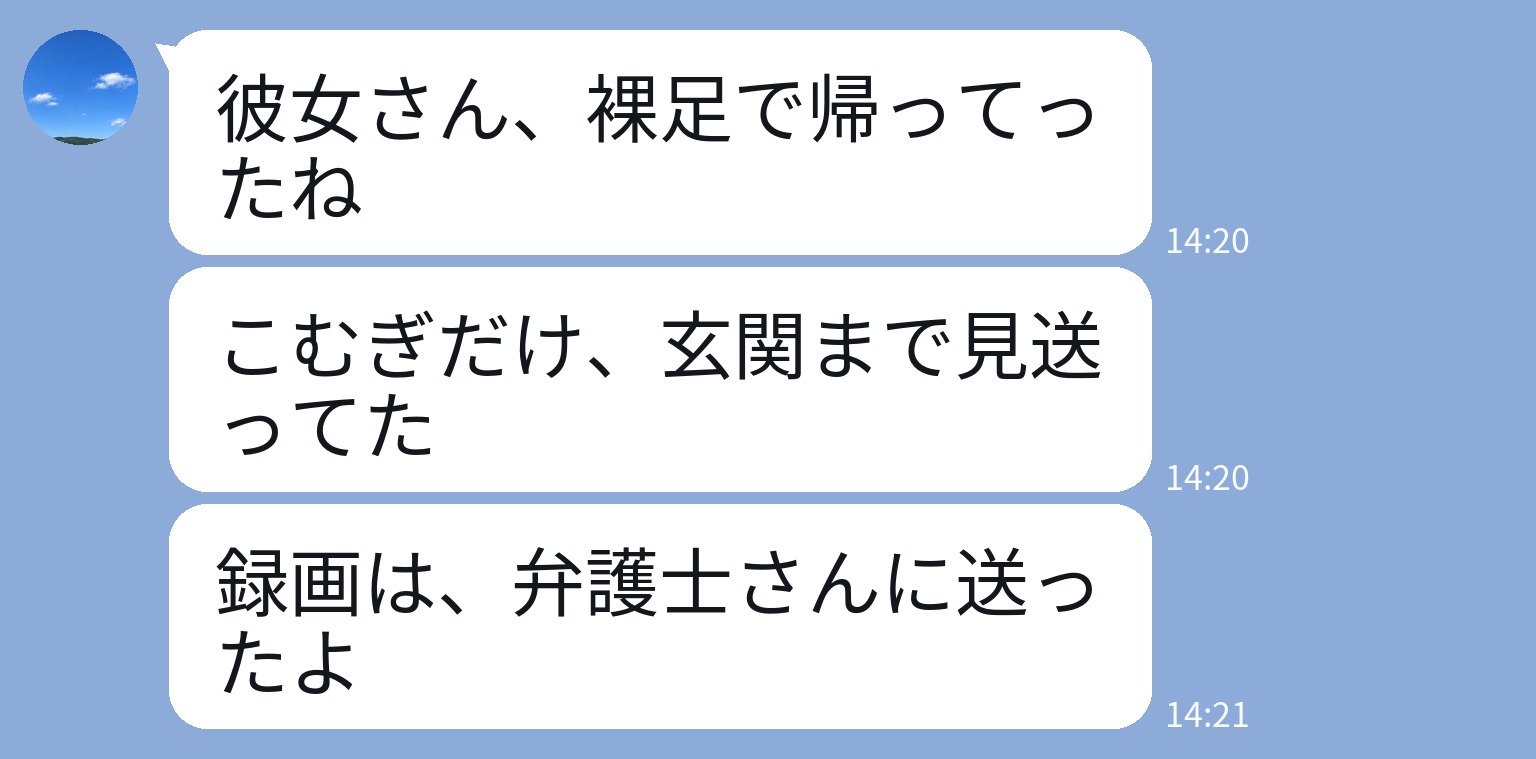 彼女さん、裸足で帰ってっ
たね
14:20
こむぎだけ、玄関まで見送
ってた
14:20
録画は、弁護士さんに送っ
たよ
14:21